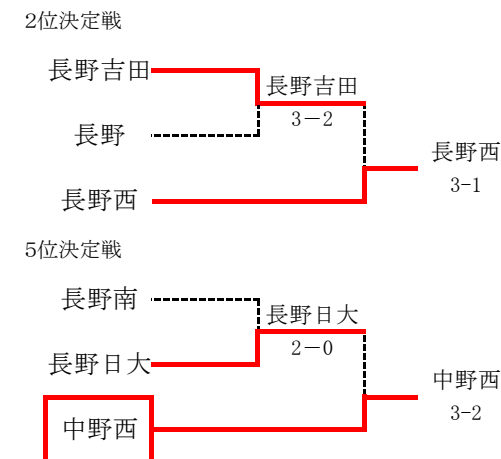 2位決定戦
長野吉田
長野吉田
3－2
長野
長野西
3-1
長野西
5位決定戦
長野南
長野日大
2－0
長野日大
中野西
3-2
中野西